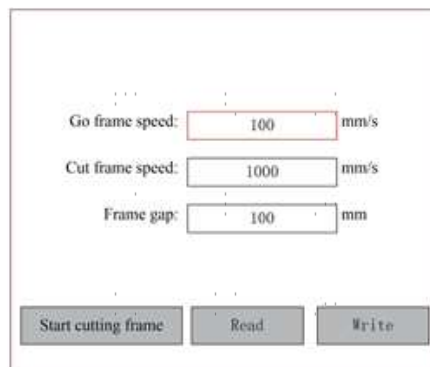 Go frame speed: 100 mm/s
Cut frame speed: 1000 mm/s
Frame gap: 100 mm
Start cutting frame Read Write